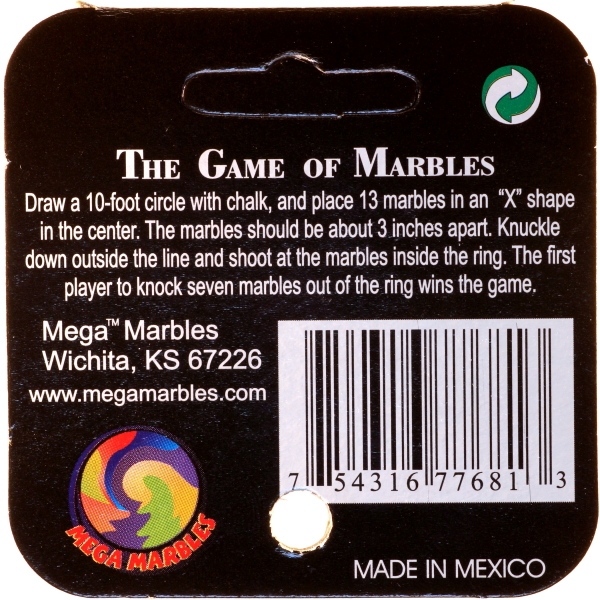 THE GAME OF MARBLES
Draw a 10-foot circle with chalk, and place 13 marbles in an "X" shape
in the center. The marbles should be about 3 inches apart. Knuckle
down outside the line and shoot at the marbles inside the ring. The first
player to knock seven marbles out of the ring wins the game.
Mega™ Marbles
Wichita, KS 67226
www.megamarbles.com
7 54316 77681 3
MEGA MARBLES
MADE IN MEXICO